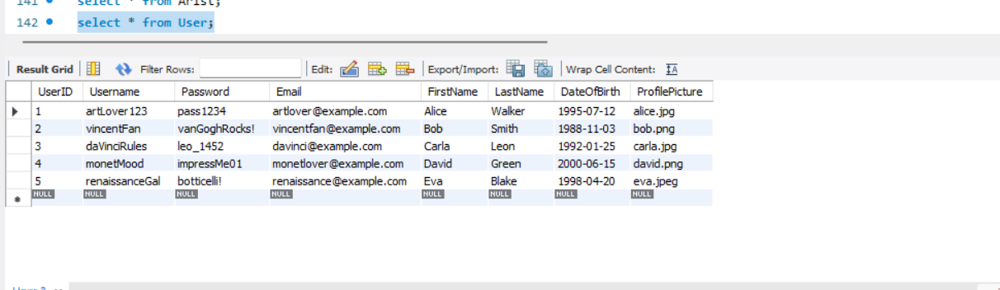 141 select * from Arist;
142 select * from User;
Result Grid Filter Rows: Edit: Export/Import: Wrap Cell Content: IA
UserID Username Password Email FirstName LastName DateOfBirth ProfilePicture
1 artLover123 pass1234 artlover@example.com Alice Walker 1995-07-12 alice.jpg
2 vincentFan vanGoghRocks! vincentfan@example.com Bob Smith 1988-11-03 bob.png
3 daVinciRules leo_1452 davinci@example.com Carla Leon 1992-01-25 carla.jpg
4 monetMood impressMe01 monetlover@example.com David Green 2000-06-15 david.png
5 renaissanceGal botticelli! renaissance@example.com Eva Blake 1998-04-20 eva.jpeg
NULL NULL NULL NULL NULL NULL NULL NULL